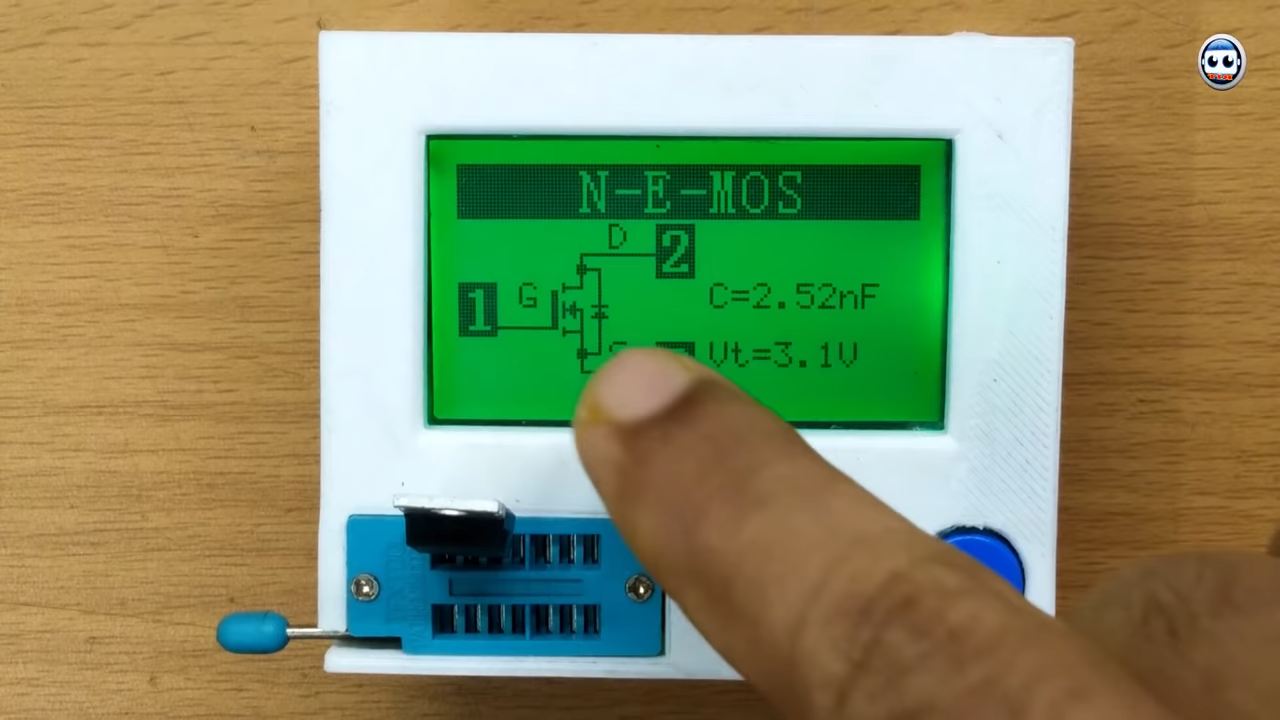 N-E-MOS
D 2
1 G C=2.52nF
Vt=3.1V